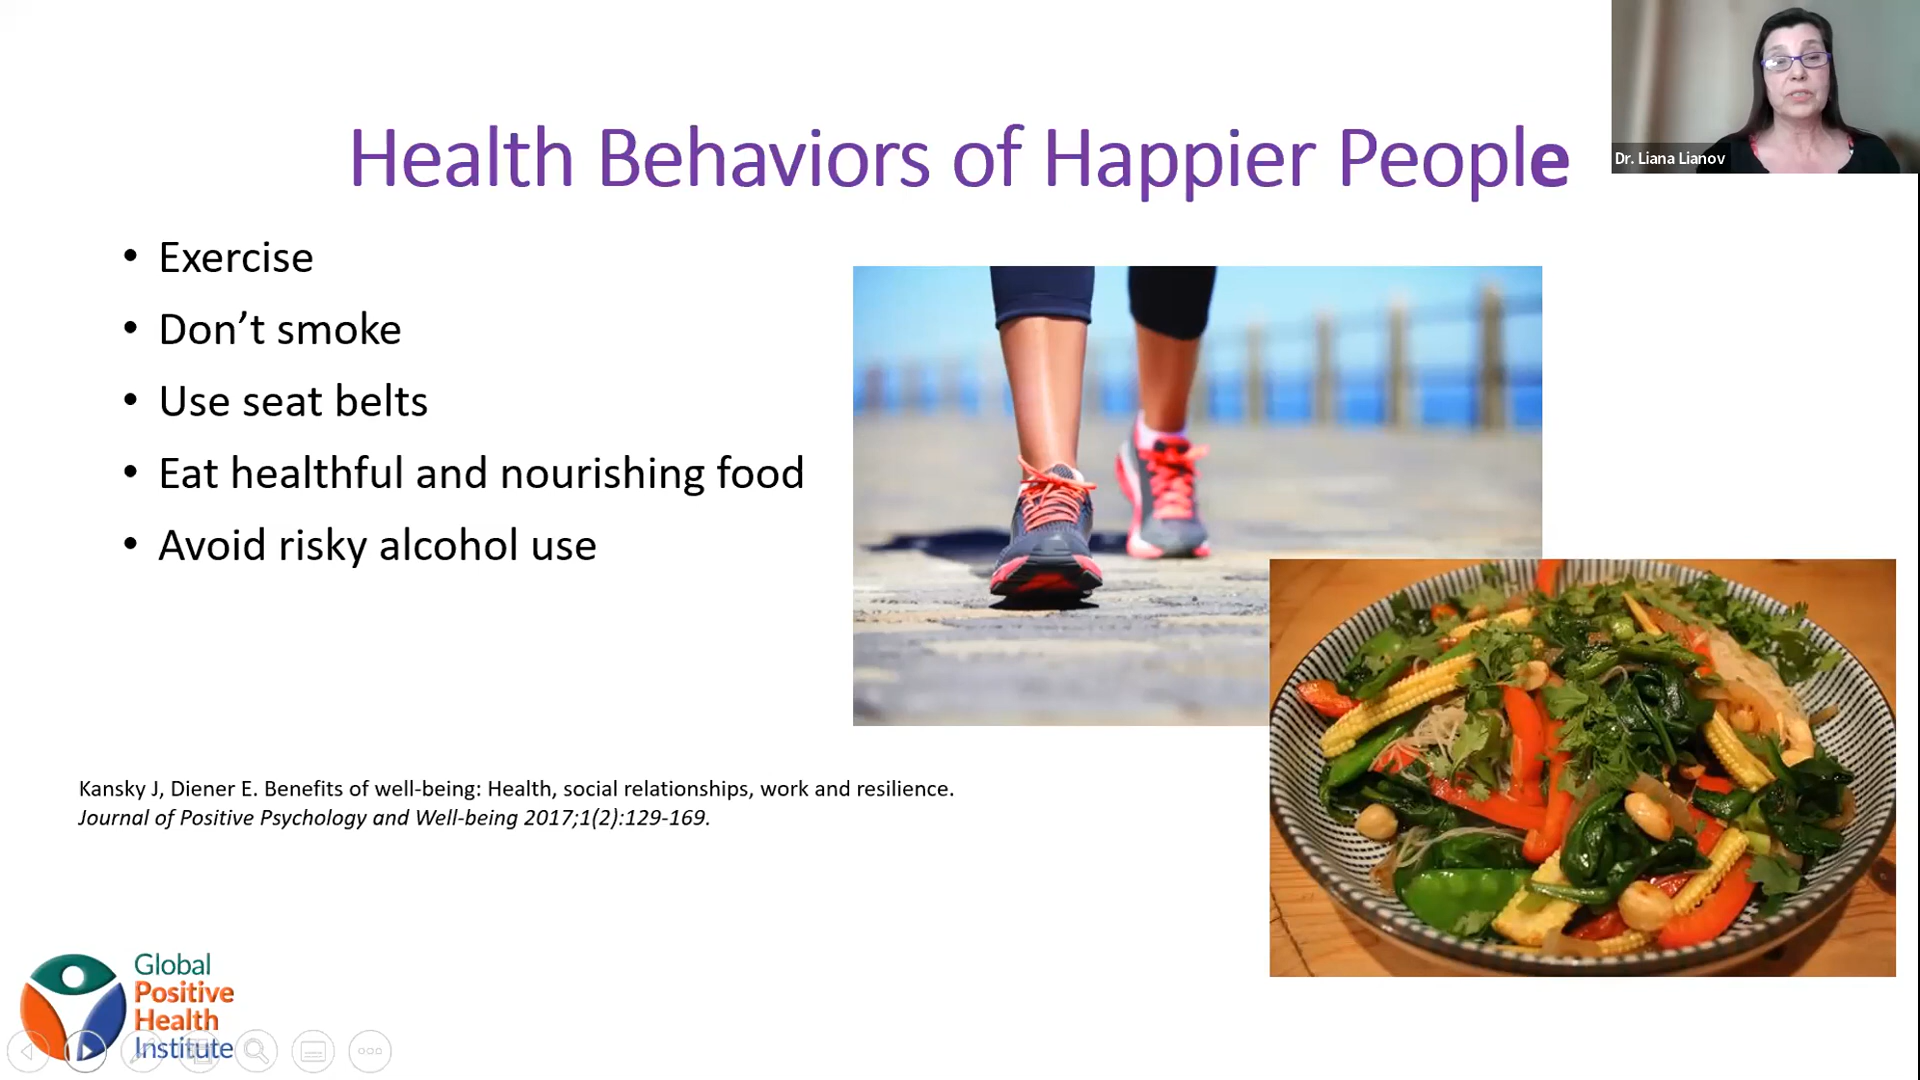 Health Behaviors of Happier People
Dr. Liana Lianov
• Exercise
• Don’t smoke
• Use seat belts
• Eat healthful and nourishing food
• Avoid risky alcohol use
Kansky J, Diener E. Benefits of well-being: Health, social relationships, work and resilience.
Journal of Positive Psychology and Well-being 2017;1(2):129-169.
Global
Positive
Health
Institute